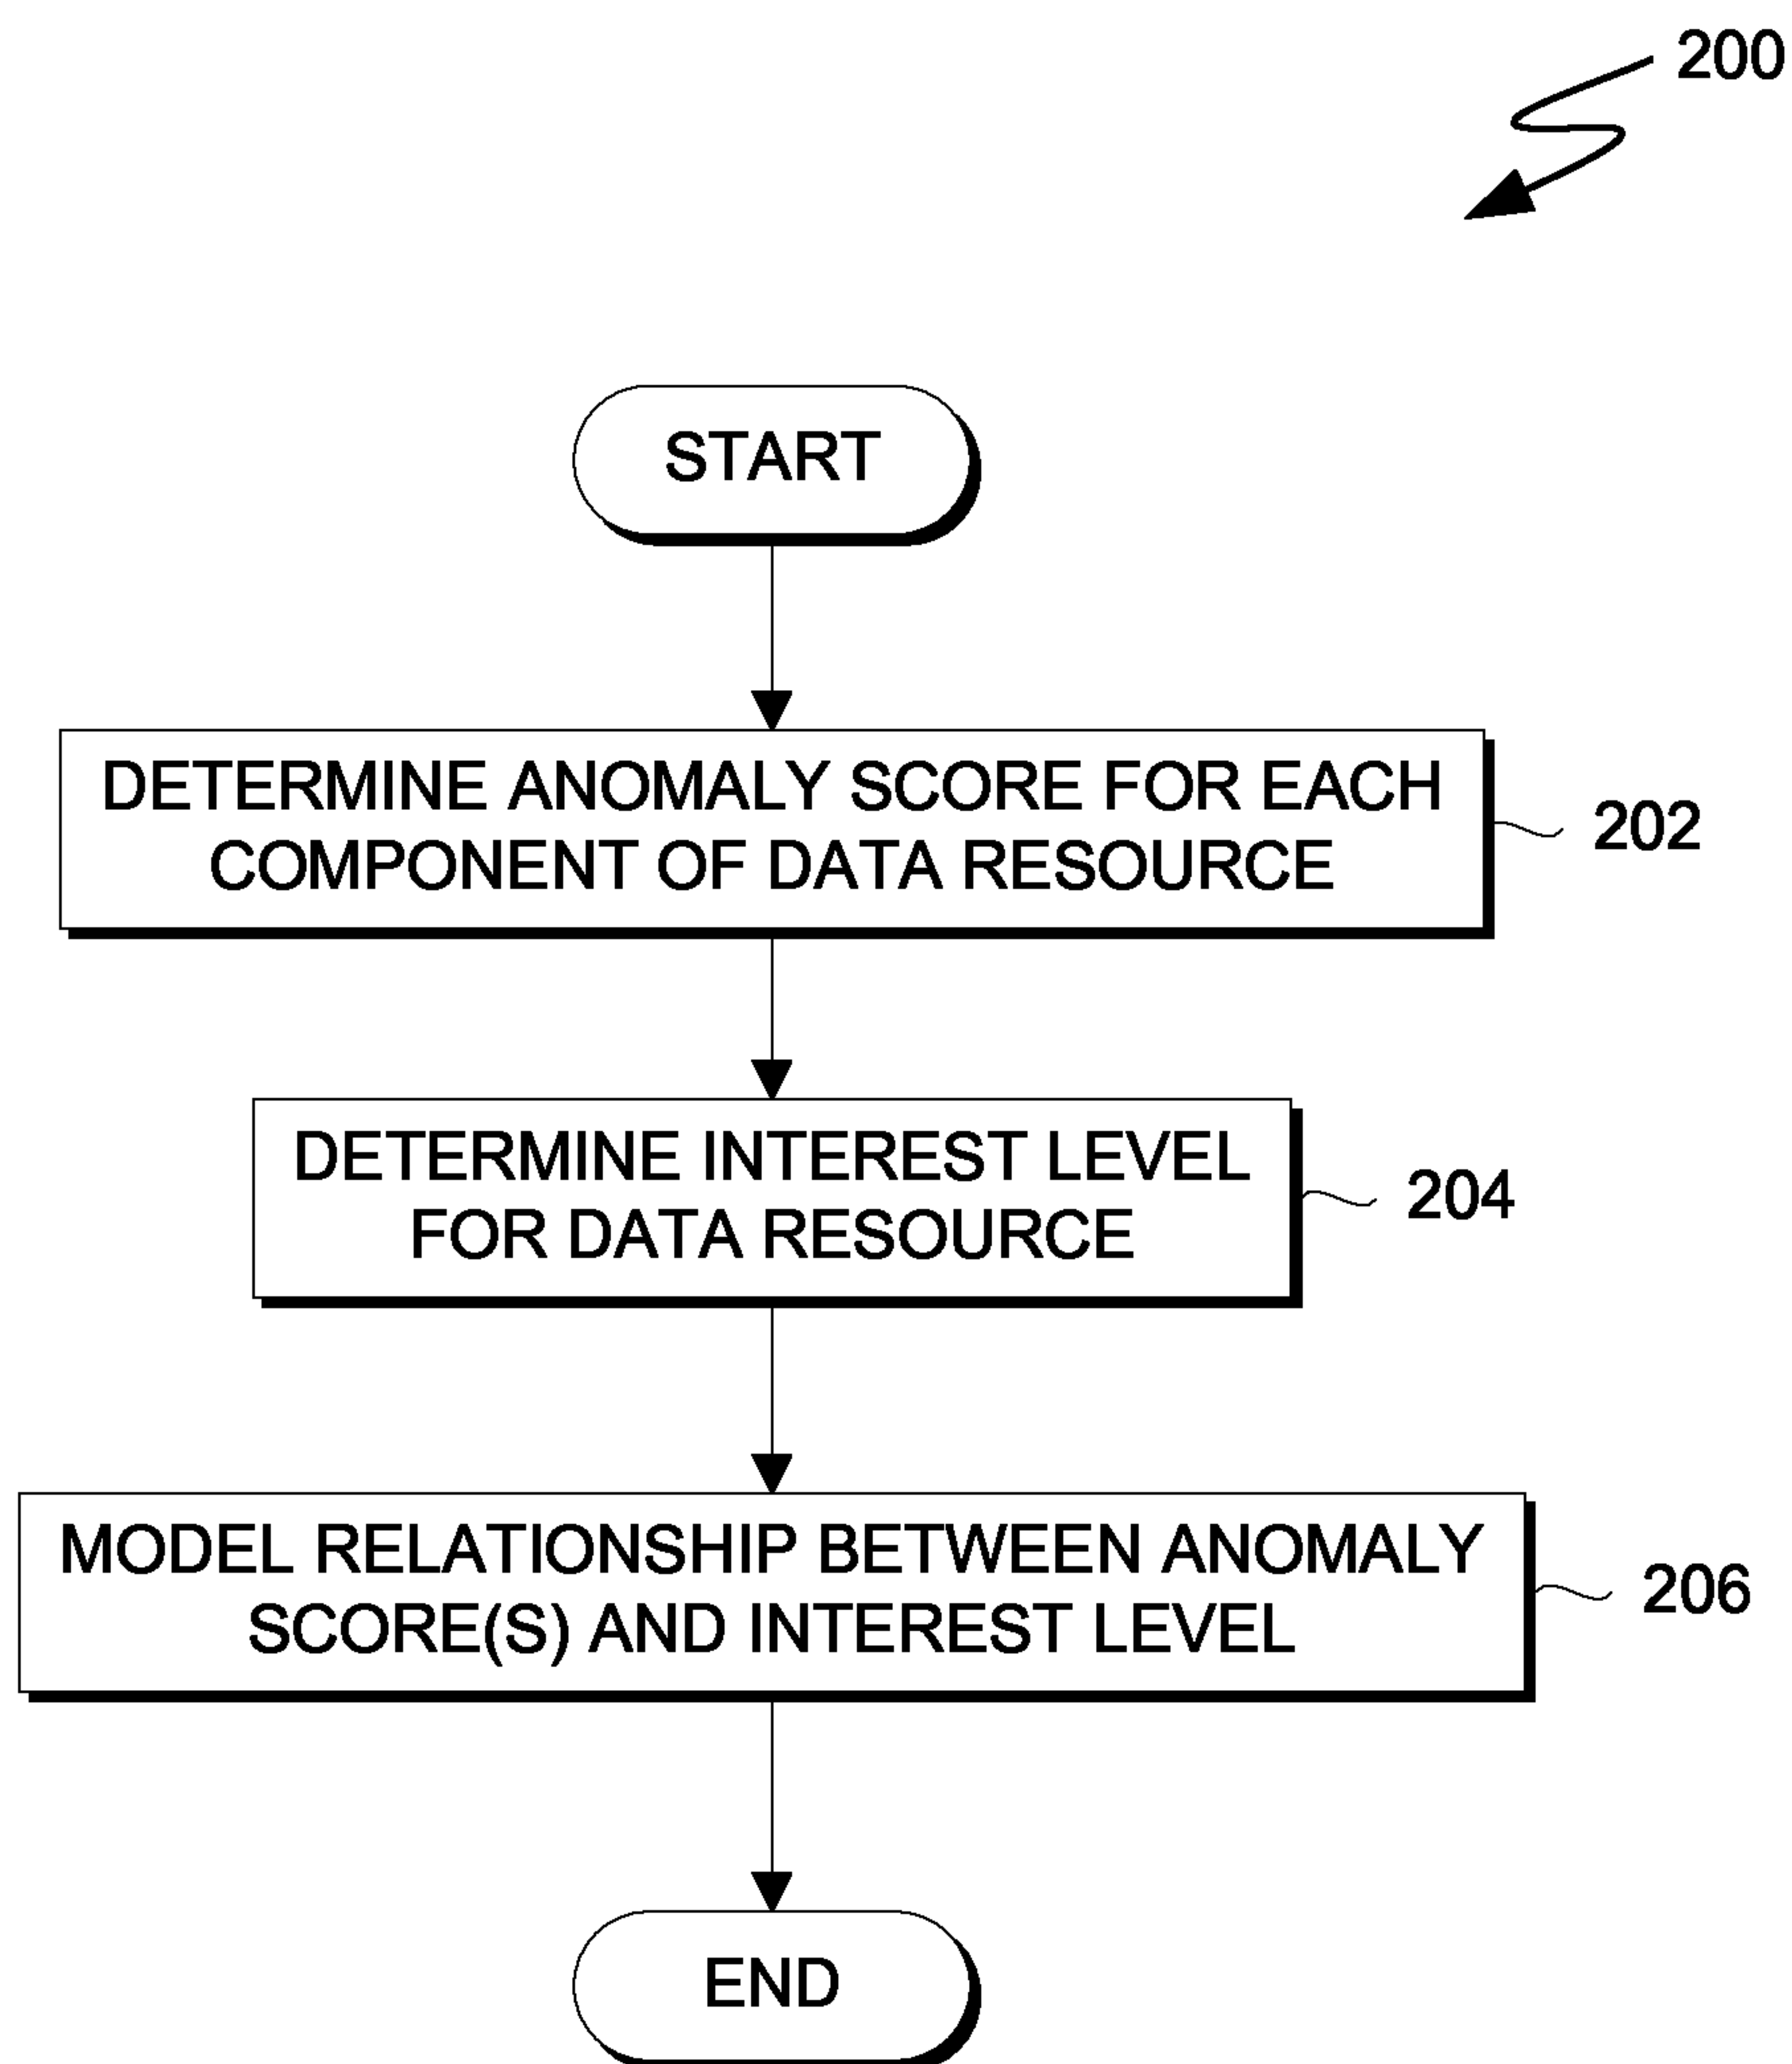 200
START
DETERMINE ANOMALY SCORE FOR EACH
COMPONENT OF DATA RESOURCE
202
DETERMINE INTEREST LEVEL
FOR DATA RESOURCE
204
MODEL RELATIONSHIP BETWEEN ANOMALY
SCORE(S) AND INTEREST LEVEL
206
END